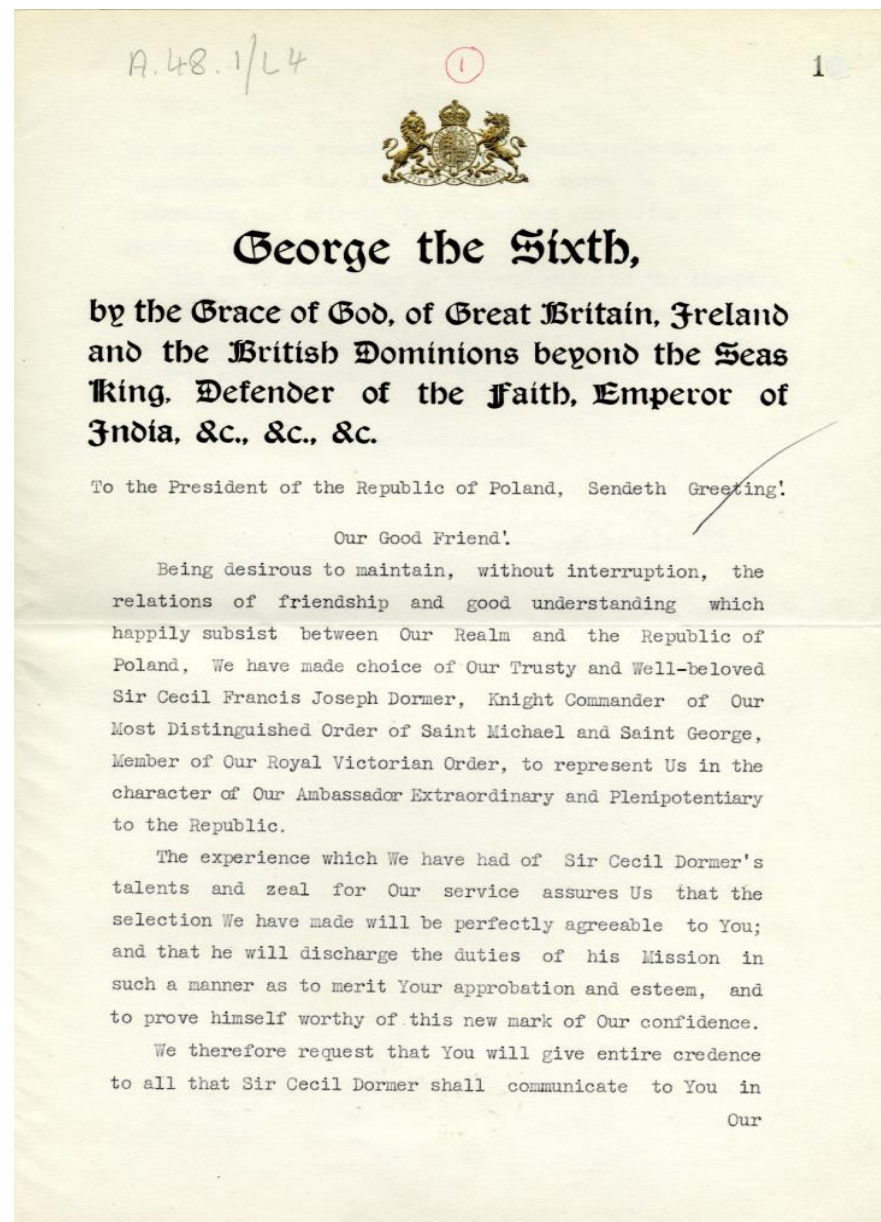 A.48.1/L4
1
1
George the Sixth,
by the Grace of God, of Great Britain, Ireland
and the British Dominions beyond the Seas
King, Defender of the Faith, Emperor of
India, &c., &c., &c.
To the President of the Republic of Poland, Sendeth Greeting!
Our Good Friend!
Being desirous to maintain, without interruption, the
relations of friendship and good understanding which
happily subsist between Our Realm and the Republic of
Poland, We have made choice of Our Trusty and Well-beloved
Sir Cecil Francis Joseph Dormer, Knight Commander of Our
Most Distinguished Order of Saint Michael and Saint George,
Member of Our Royal Victorian Order, to represent Us in the
character of Our Ambassador Extraordinary and Plenipotentiary
to the Republic.
The experience which We have had of Sir Cecil Dormer's
talents and zeal for Our service assures Us that the
selection We have made will be perfectly agreeable to You;
and that he will discharge the duties of his Mission in
such a manner as to merit Your approbation and esteem, and
to prove himself worthy of this new mark of Our confidence.
We therefore request that You will give entire credence
to all that Sir Cecil Dormer shall communicate to You in
Our